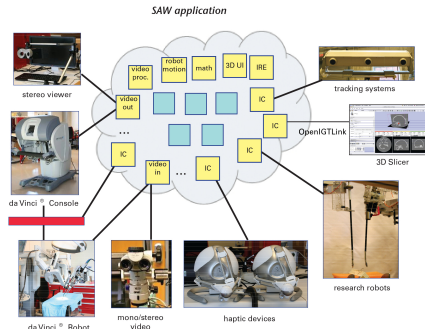 SAW application
video
proc.
robot
motion
math
3D UI
IRE
video
out
IC
IC
...
IC
video
in
...
IC
IC
stereo viewer
tracking systems
OpenIGTLink
3D Slicer
da Vinci ® Console
research robots
da Vinci ® Robot
mono/stereo
video
haptic devices